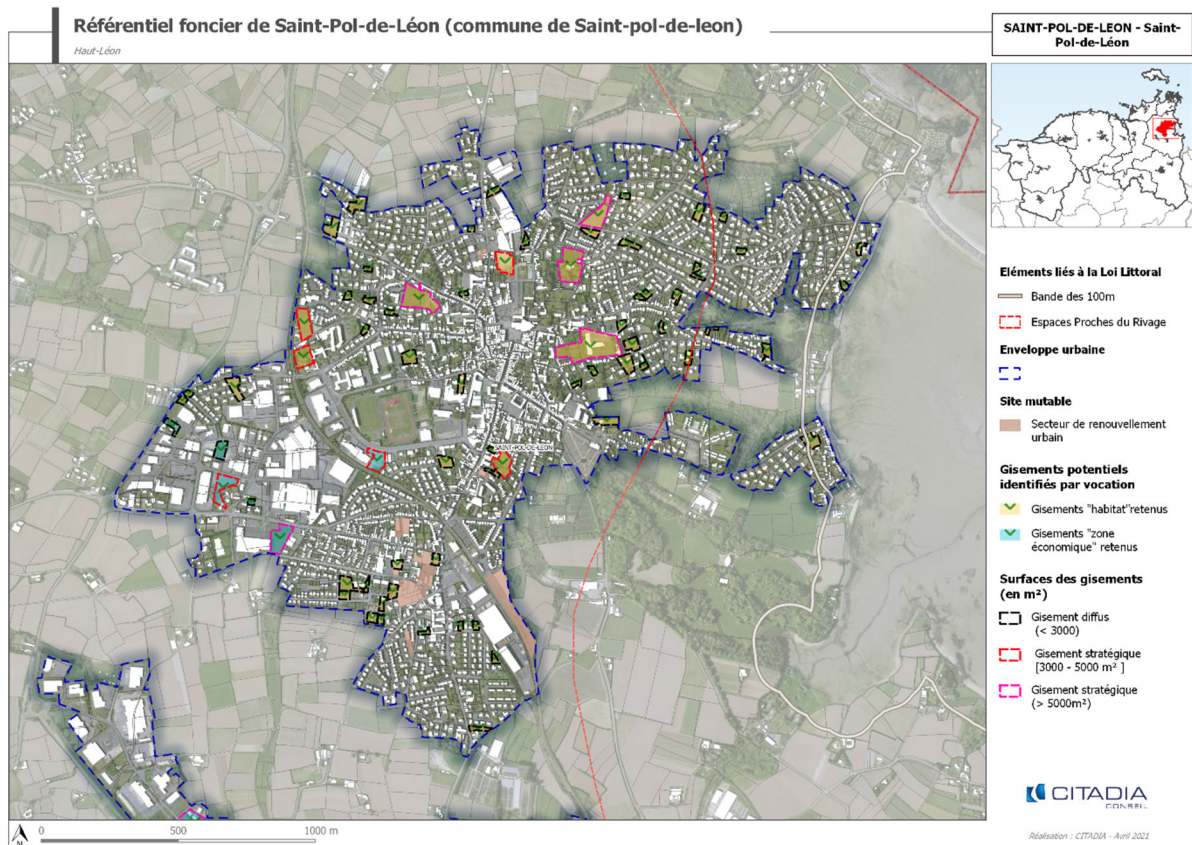 Référentiel foncier de Saint-Pol-de-Léon (commune de Saint-pol-de-leon)
Haut-Léon
SAINT-POL-DE-LEON - Saint-
Pol-de-Léon
SAINT-POL-DE-LEON
Eléments liés à la Loi Littoral
Bande des 100m
Espaces Proches du Rivage
Enveloppe urbaine
Site mutable
Secteur de renouvellement
urbain
Gisements potentiels
identifiés par vocation
Gisements "habitat"retenus
Gisements "zone
économique" retenus
Surfaces des gisements
(en m²)
Gisement diffus
(< 3000)
Gisement stratégique
[3000 - 5000 m² ]
Gisement stratégique
(> 5000m²)
CITADIA
CONSEIL
Réalisation : CITADIA - Avril 2021
N
0 500 1000 m